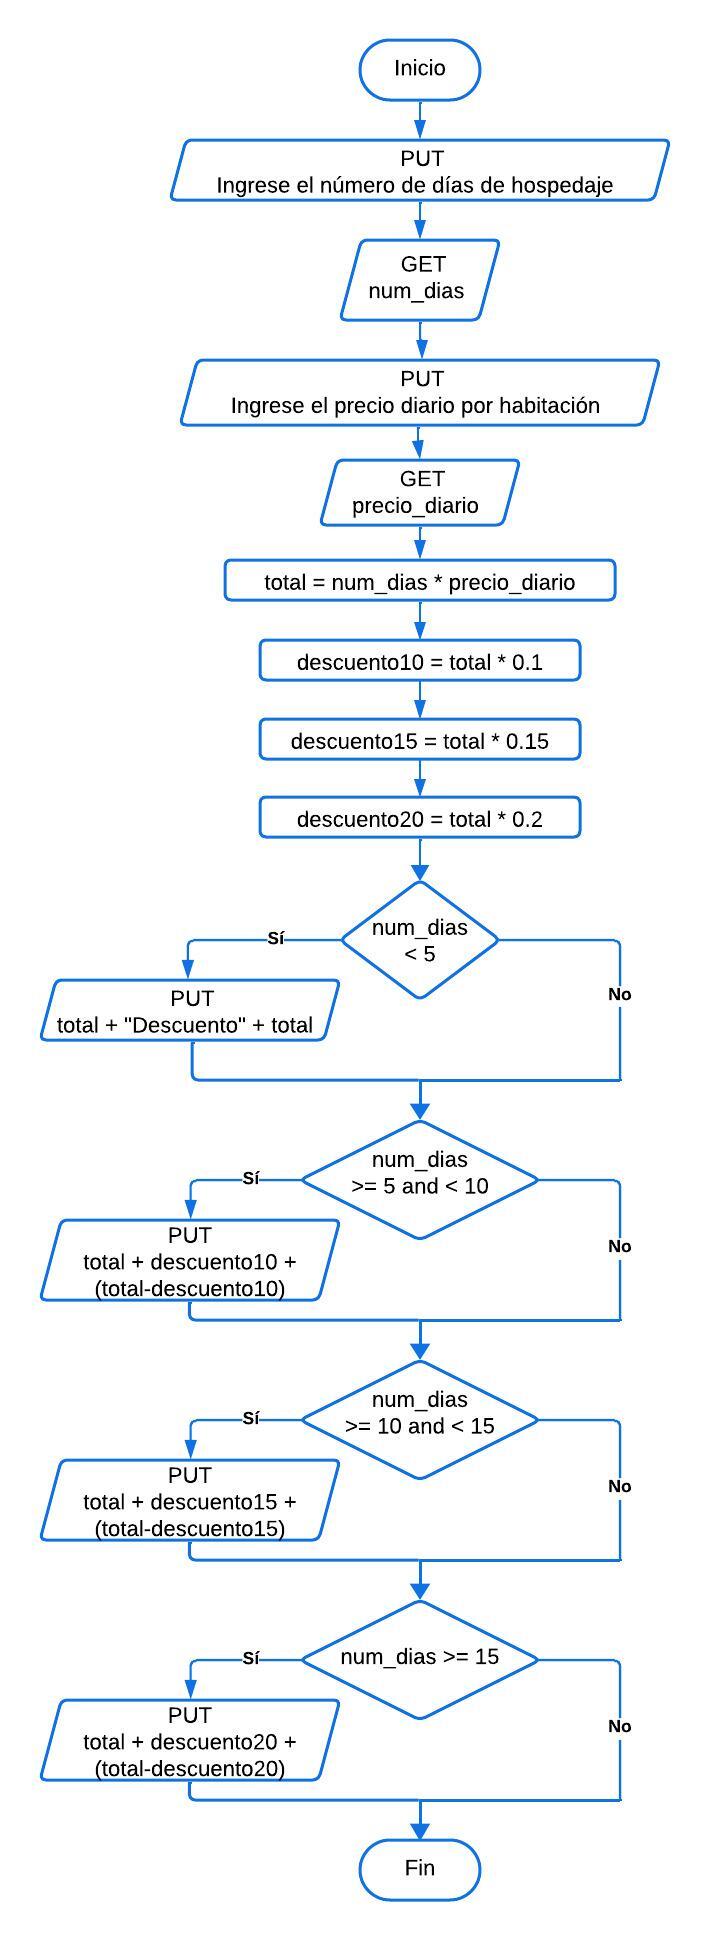 Inicio
PUT
Ingrese el número de días de hospedaje
GET
num_dias
PUT
Ingrese el precio diario por habitación
GET
precio_diario
total = num_dias * precio_diario
descuento10 = total * 0.1
descuento15 = total * 0.15
descuento20 = total * 0.2
num_dias
< 5
Sí
No
PUT
total + "Descuento" + total
num_dias
>= 5 and < 10
Sí
No
PUT
total + descuento10 +
(total-descuento10)
num_dias
>= 10 and < 15
Sí
No
PUT
total + descuento15 +
(total-descuento15)
num_dias >= 15
Sí
No
PUT
total + descuento20 +
(total-descuento20)
Fin